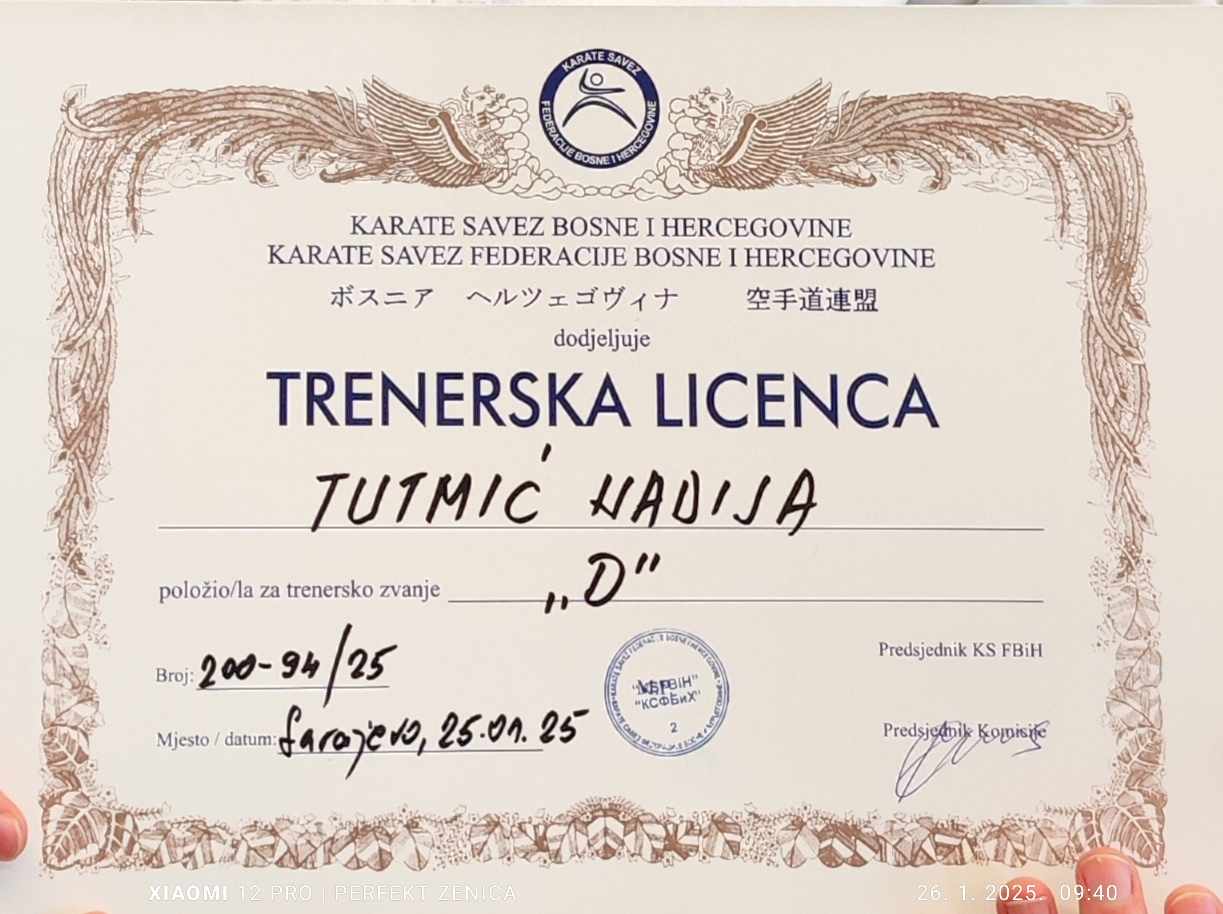 KARATE SAVEZ
FEDERACIJE BOSNE I HERCEGOVINE
KARATE SAVEZ BOSNE I HERCEGOVINE
KARATE SAVEZ FEDERACIJE BOSNE I HERCEGOVINE
ボスニア ヘルツェゴヴィナ 空手道連盟
dodjeljuje
TRENERSKA LICENCA
TUTMIĆ HADIJA
položio/la za trenersko zvanje „D"
Broj: 200-94/25
Mjesto / datum: Sarajevo, 25.01.25
"КСФБиХ"
2
Predsjednik KS FBiH
Predsjednik Komisije
XIAOMI 12 PRO | PERFEKT ZENICA
26. 1. 2025. 09:40